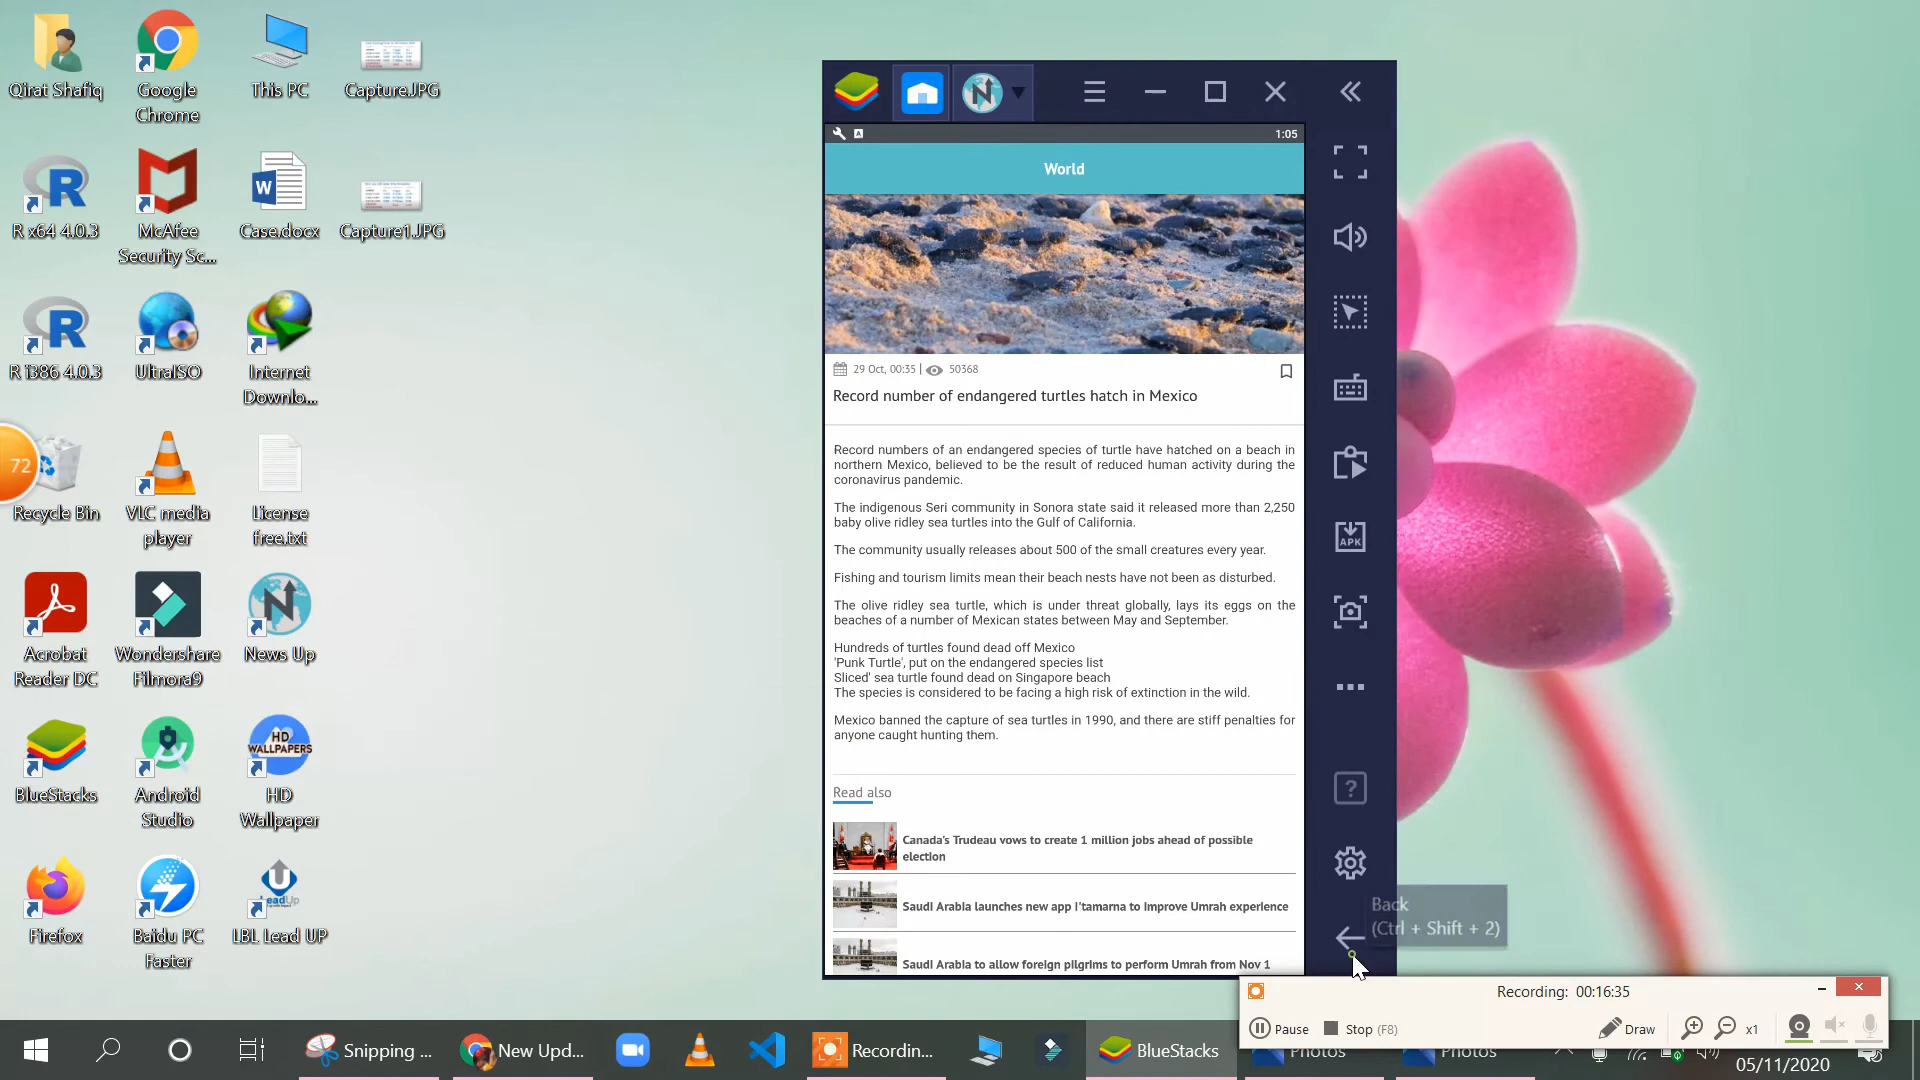 Qirat Shafiq
Google
Chrome
This PC
Capture.JPG
R x64 4.0.3
McAfee
Security Sc...
Case.docx
Capture1.JPG
R i386 4.0.3
UltraISO
Internet
Downlo...
72
Recycle Bin
VLC media
player
License
free.txt
Acrobat
Reader DC
Wondershare
Filmora9
News Up
BlueStacks
Android
Studio
HD
WALLPAPERS
HD
Wallpaper
Firefox
Baidu PC
Faster
LeadUp
LBL Lead UP
1:05
World
29 Oct, 00:35 | 50368
Record number of endangered turtles hatch in Mexico
Record numbers of an endangered species of turtle have hatched on a beach in
northern Mexico, believed to be the result of reduced human activity during the
coronavirus pandemic.
The indigenous Seri community in Sonora state said it released more than 2,250
baby olive ridley sea turtles into the Gulf of California.
The community usually releases about 500 of the small creatures every year.
Fishing and tourism limits mean their beach nests have not been as disturbed.
The olive ridley sea turtle, which is under threat globally, lays its eggs on the
beaches of a number of Mexican states between May and September.
Hundreds of turtles found dead off Mexico
'Punk Turtle', put on the endangered species list
Sliced' sea turtle found dead on Singapore beach
The species is considered to be facing a high risk of extinction in the wild.
Mexico banned the capture of sea turtles in 1990, and there are stiff penalties for
anyone caught hunting them.
Read also
Canada's Trudeau vows to create 1 million jobs ahead of possible
election
Saudi Arabia launches new app I'tamarna to improve Umrah experience
Saudi Arabia to allow foreign pilgrims to perform Umrah from Nov 1
APK
Back
(Ctrl + Shift + 2)
Recording: 00:16:35
Pause
Stop (F8)
Draw
x1
Snipping ...
New Upd...
Recordin...
BlueStacks
Photos
Photos
05/11/2020